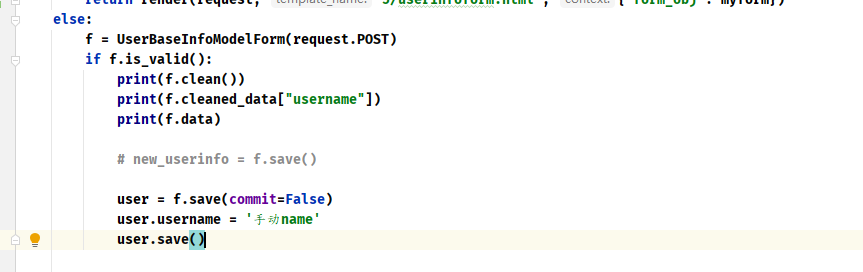 return render(request, template_name: '5/userinfoform.html', context: {'form_obj': myform})
else:
f = UserBaseInfoModelForm(request.POST)
if f.is_valid():
print(f.clean())
print(f.cleaned_data["username"])
print(f.data)
# new_userinfo = f.save()
user = f.save(commit=False)
user.username = '手动name'
user.save()